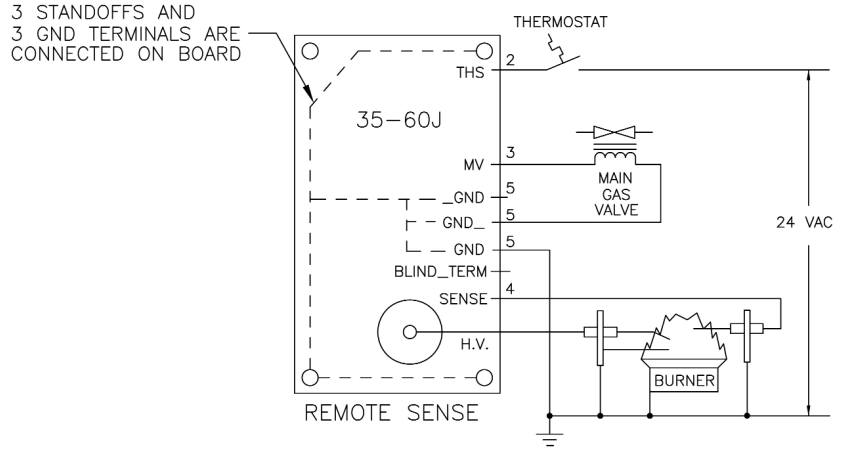 3 STANDOFFS AND
3 GND TERMINALS ARE
CONNECTED ON BOARD
THERMOSTAT
THS 2
35-60J
MV 3
MAIN
GAS
VALVE
_GND 5
GND_ 5
GND 5
24 VAC
BLIND_TERM
SENSE 4
H.V.
BURNER
REMOTE SENSE